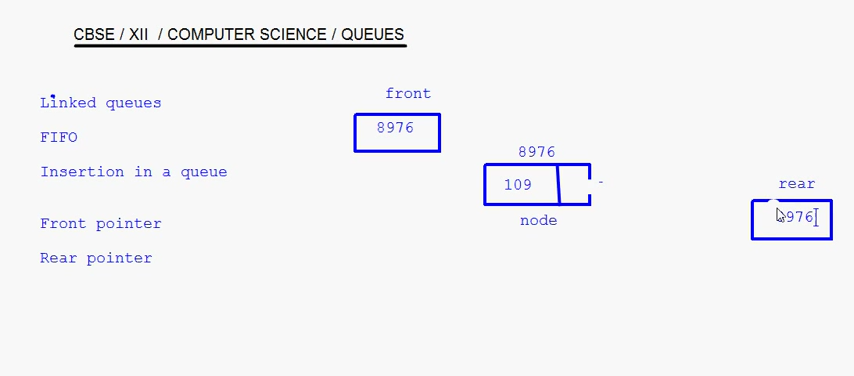 CBSE / XII / COMPUTER SCIENCE / QUEUES
Linked queues
FIFO
Insertion in a queue
Front pointer
Rear pointer
front
8976
8976
109
node
rear